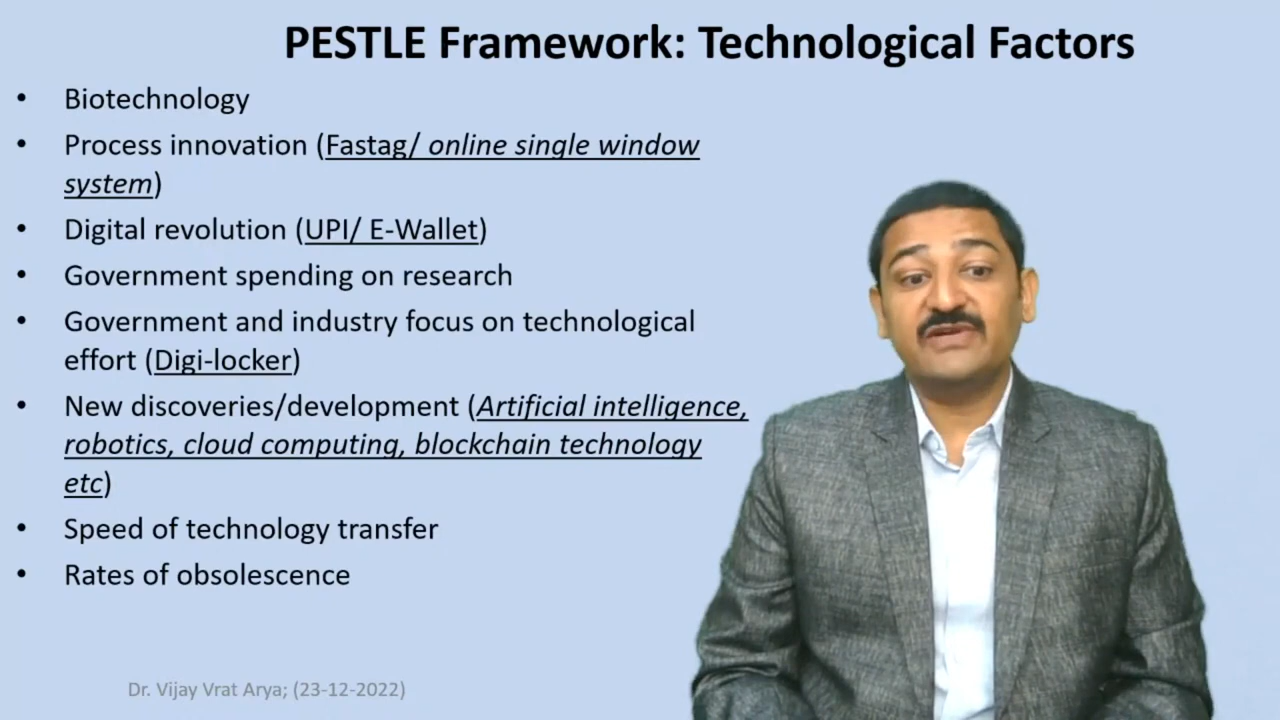 PESTLE Framework: Technological Factors
• Biotechnology
• Process innovation (Fastag/ online single window
system)
• Digital revolution (UPI/ E-Wallet)
• Government spending on research
• Government and industry focus on technological
effort (Digi-locker)
• New discoveries/development (Artificial intelligence,
robotics, cloud computing, blockchain technology
etc)
• Speed of technology transfer
• Rates of obsolescence
Dr. Vijay Vrat Arya; (23-12-2022)